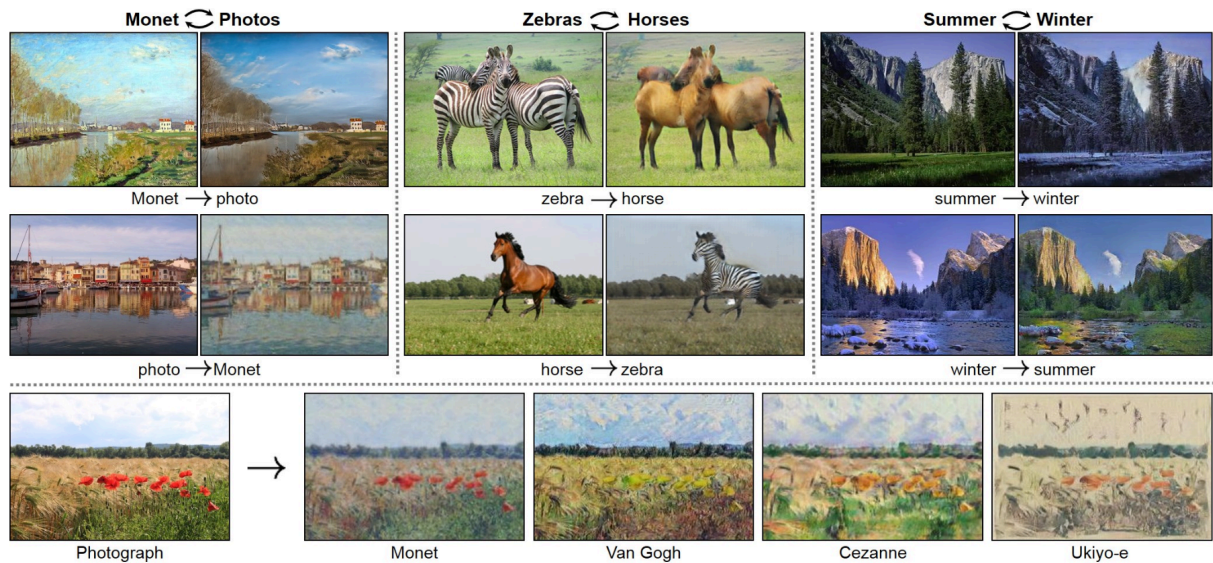 Monet Photos
Zebras Horses
Summer Winter
Monet → photo
zebra → horse
summer → winter
photo → Monet
horse → zebra
winter → summer
Photograph
Monet
Van Gogh
Cezanne
Ukiyo-e